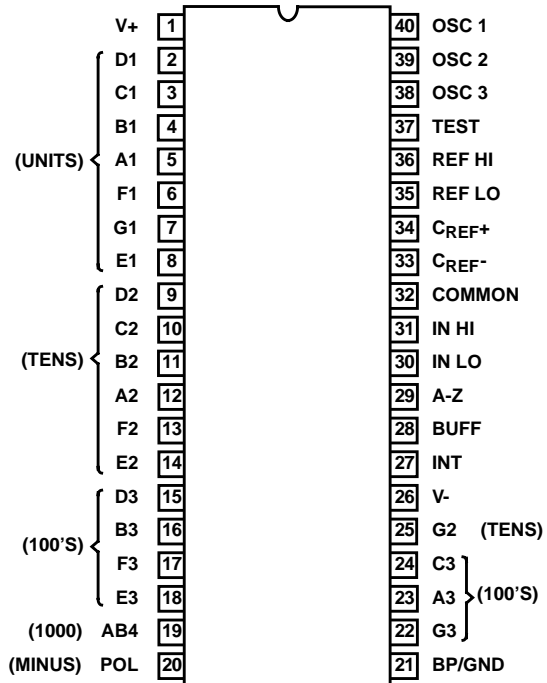 V+ 1 40 OSC 1
D1 2 39 OSC 2
C1 3 38 OSC 3
B1 4 37 TEST
(UNITS) A1 5 36 REF HI
F1 6 35 REF LO
G1 7 34 CREF+
E1 8 33 CREF-
D2 9 32 COMMON
C2 10 31 IN HI
(TENS) B2 11 30 IN LO
A2 12 29 A-Z
F2 13 28 BUFF
E2 14 27 INT
D3 15 26 V-
B3 16 25 G2 (TENS)
(100'S) F3 17 24 C3
E3 18 23 A3 (100'S)
(1000) AB4 19 22 G3
(MINUS) POL 20 21 BP/GND